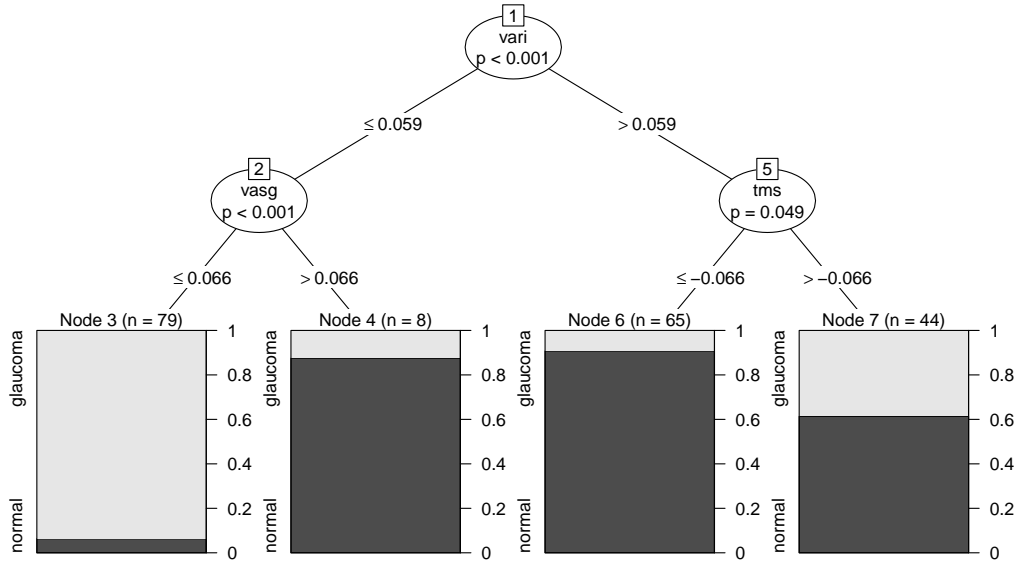 1
vari
p < 0.001
≤ 0.059
> 0.059
2
vasg
p < 0.001
5
tms
p = 0.049
≤ 0.066
> 0.066
≤ −0.066
> −0.066
Node 3 (n = 79)
glaucoma
normal
1
0.8
0.6
0.4
0.2
0
Node 4 (n = 8)
glaucoma
normal
1
0.8
0.6
0.4
0.2
0
Node 6 (n = 65)
glaucoma
normal
1
0.8
0.6
0.4
0.2
0
Node 7 (n = 44)
glaucoma
normal
1
0.8
0.6
0.4
0.2
0